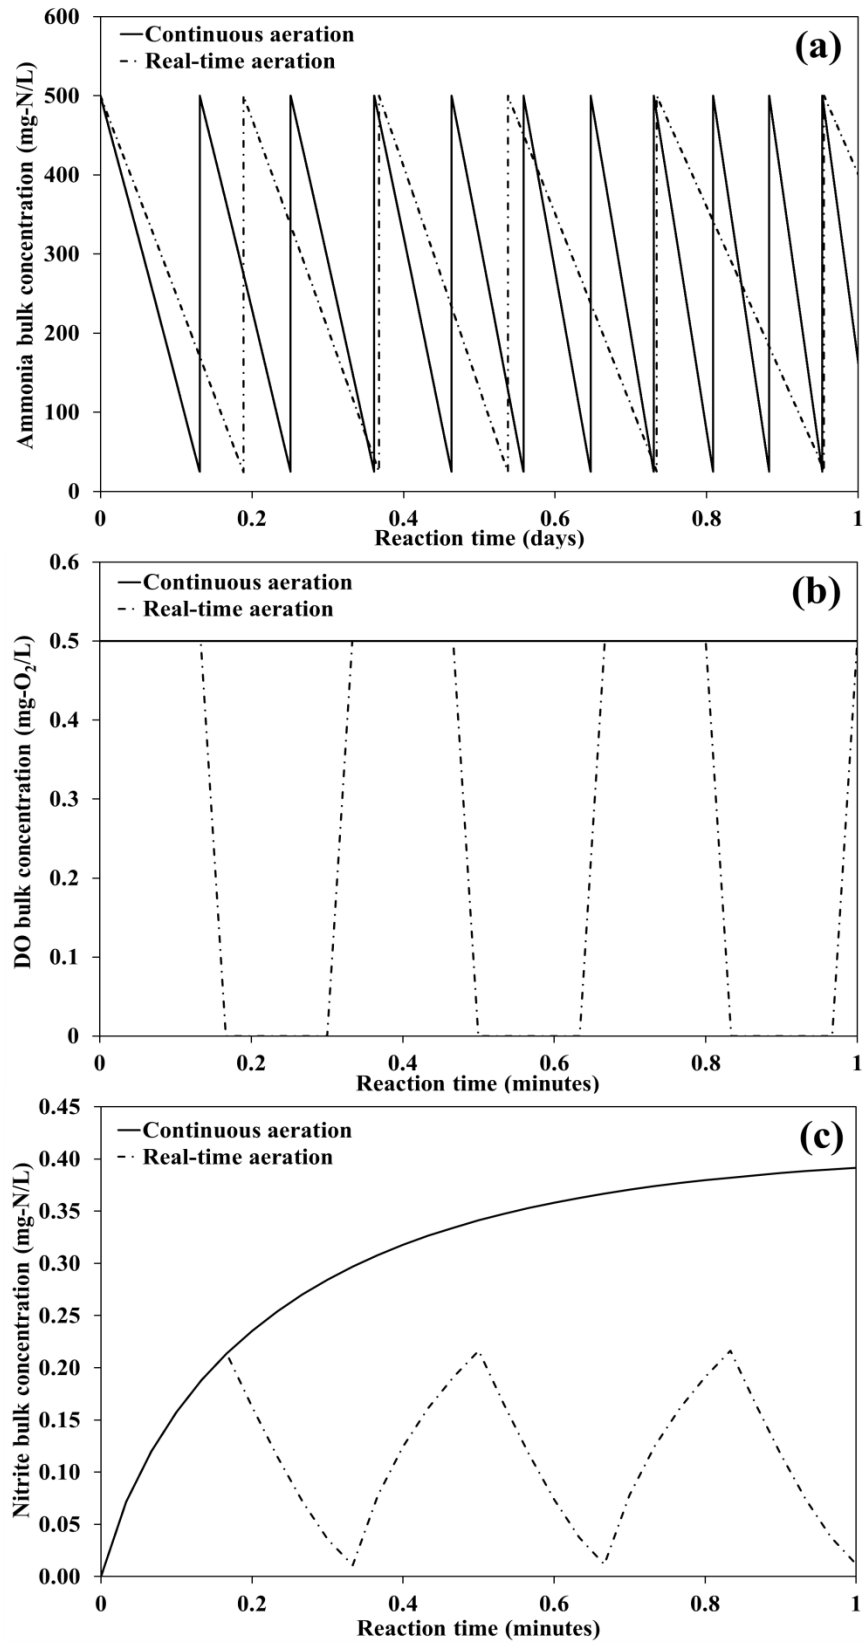 Ammonia bulk concentration (mg-N/L)
600
500
400
300
200
100
0
Continuous aeration
Real-time aeration
(a)
0 0.2 0.4 0.6 0.8 1
Reaction time (days)
DO bulk concentration (mg-O₂/L)
0.6
0.5
0.4
0.3
0.2
0.1
0
Continuous aeration
Real-time aeration
(b)
0 0.2 0.4 0.6 0.8 1
Reaction time (minutes)
Nitrite bulk concentration (mg-N/L)
0.45
0.40
0.35
0.30
0.25
0.20
0.15
0.10
0.05
0.00
Continuous aeration
Real-time aeration
(c)
0 0.2 0.4 0.6 0.8 1
Reaction time (minutes)